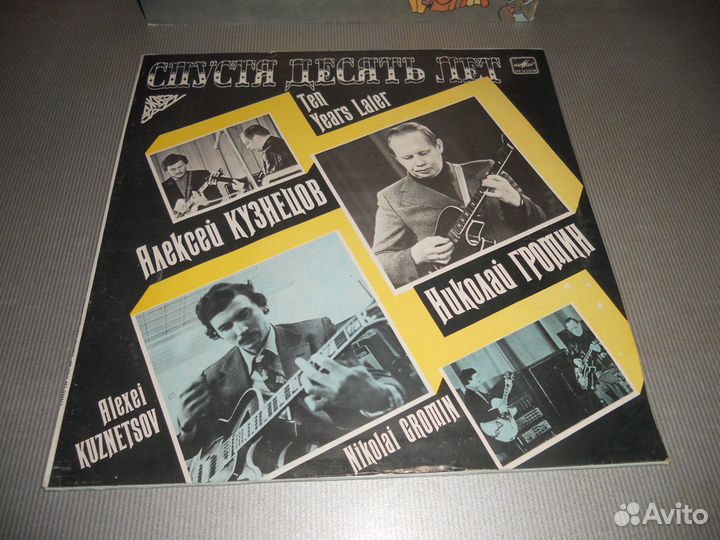 СПУСТЯ ДЕСЯТЬ ЛЕТ
Ten
Years Later
Алексей КУЗНЕЦОВ
Николай ГРОМИН
Alexei
KUZNETSOV
Nikolai GROMIN
Avito